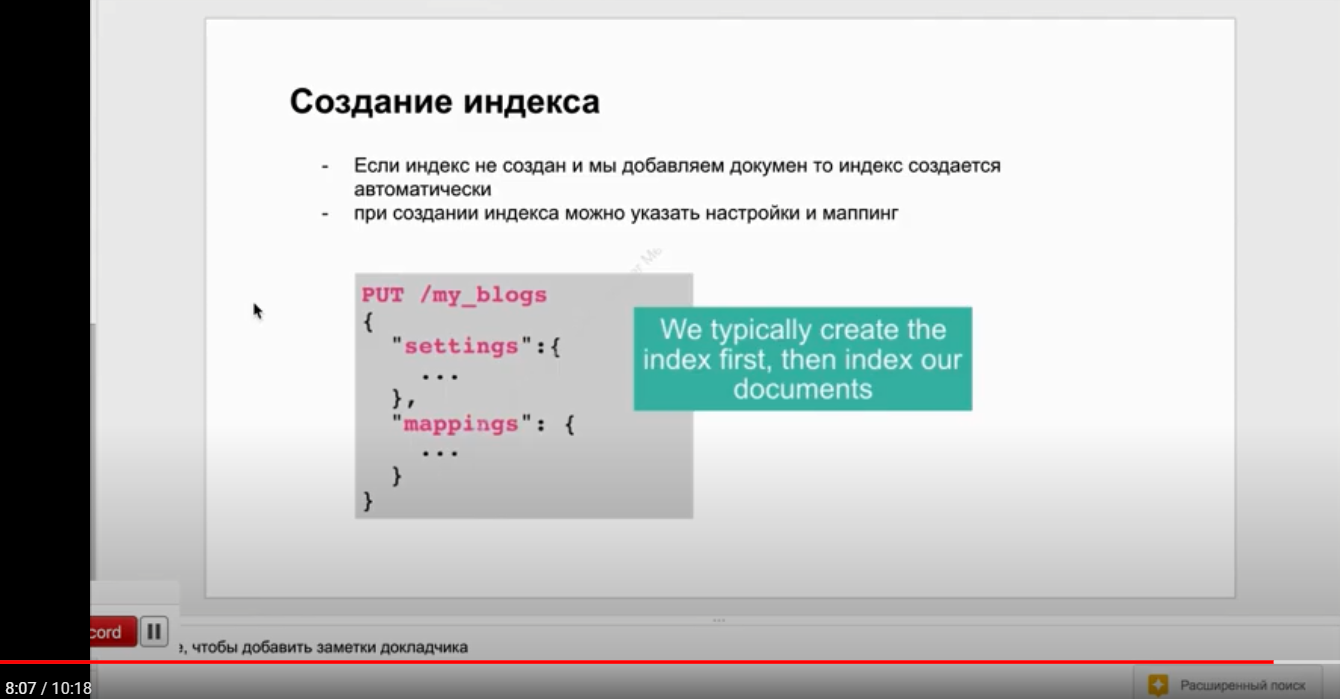 Создание индекса
- Если индекс не создан и мы добавляем докумен то индекс создается
автоматически
- при создании индекса можно указать настройки и маппинг
PUT /my_blogs
{
"settings":{
...
},
"mappings": {
...
}
}
We typically create the
index first, then index our
documents
cord
е, чтобы добавить заметки докладчика
8:07 / 10:18
Расширенный поиск